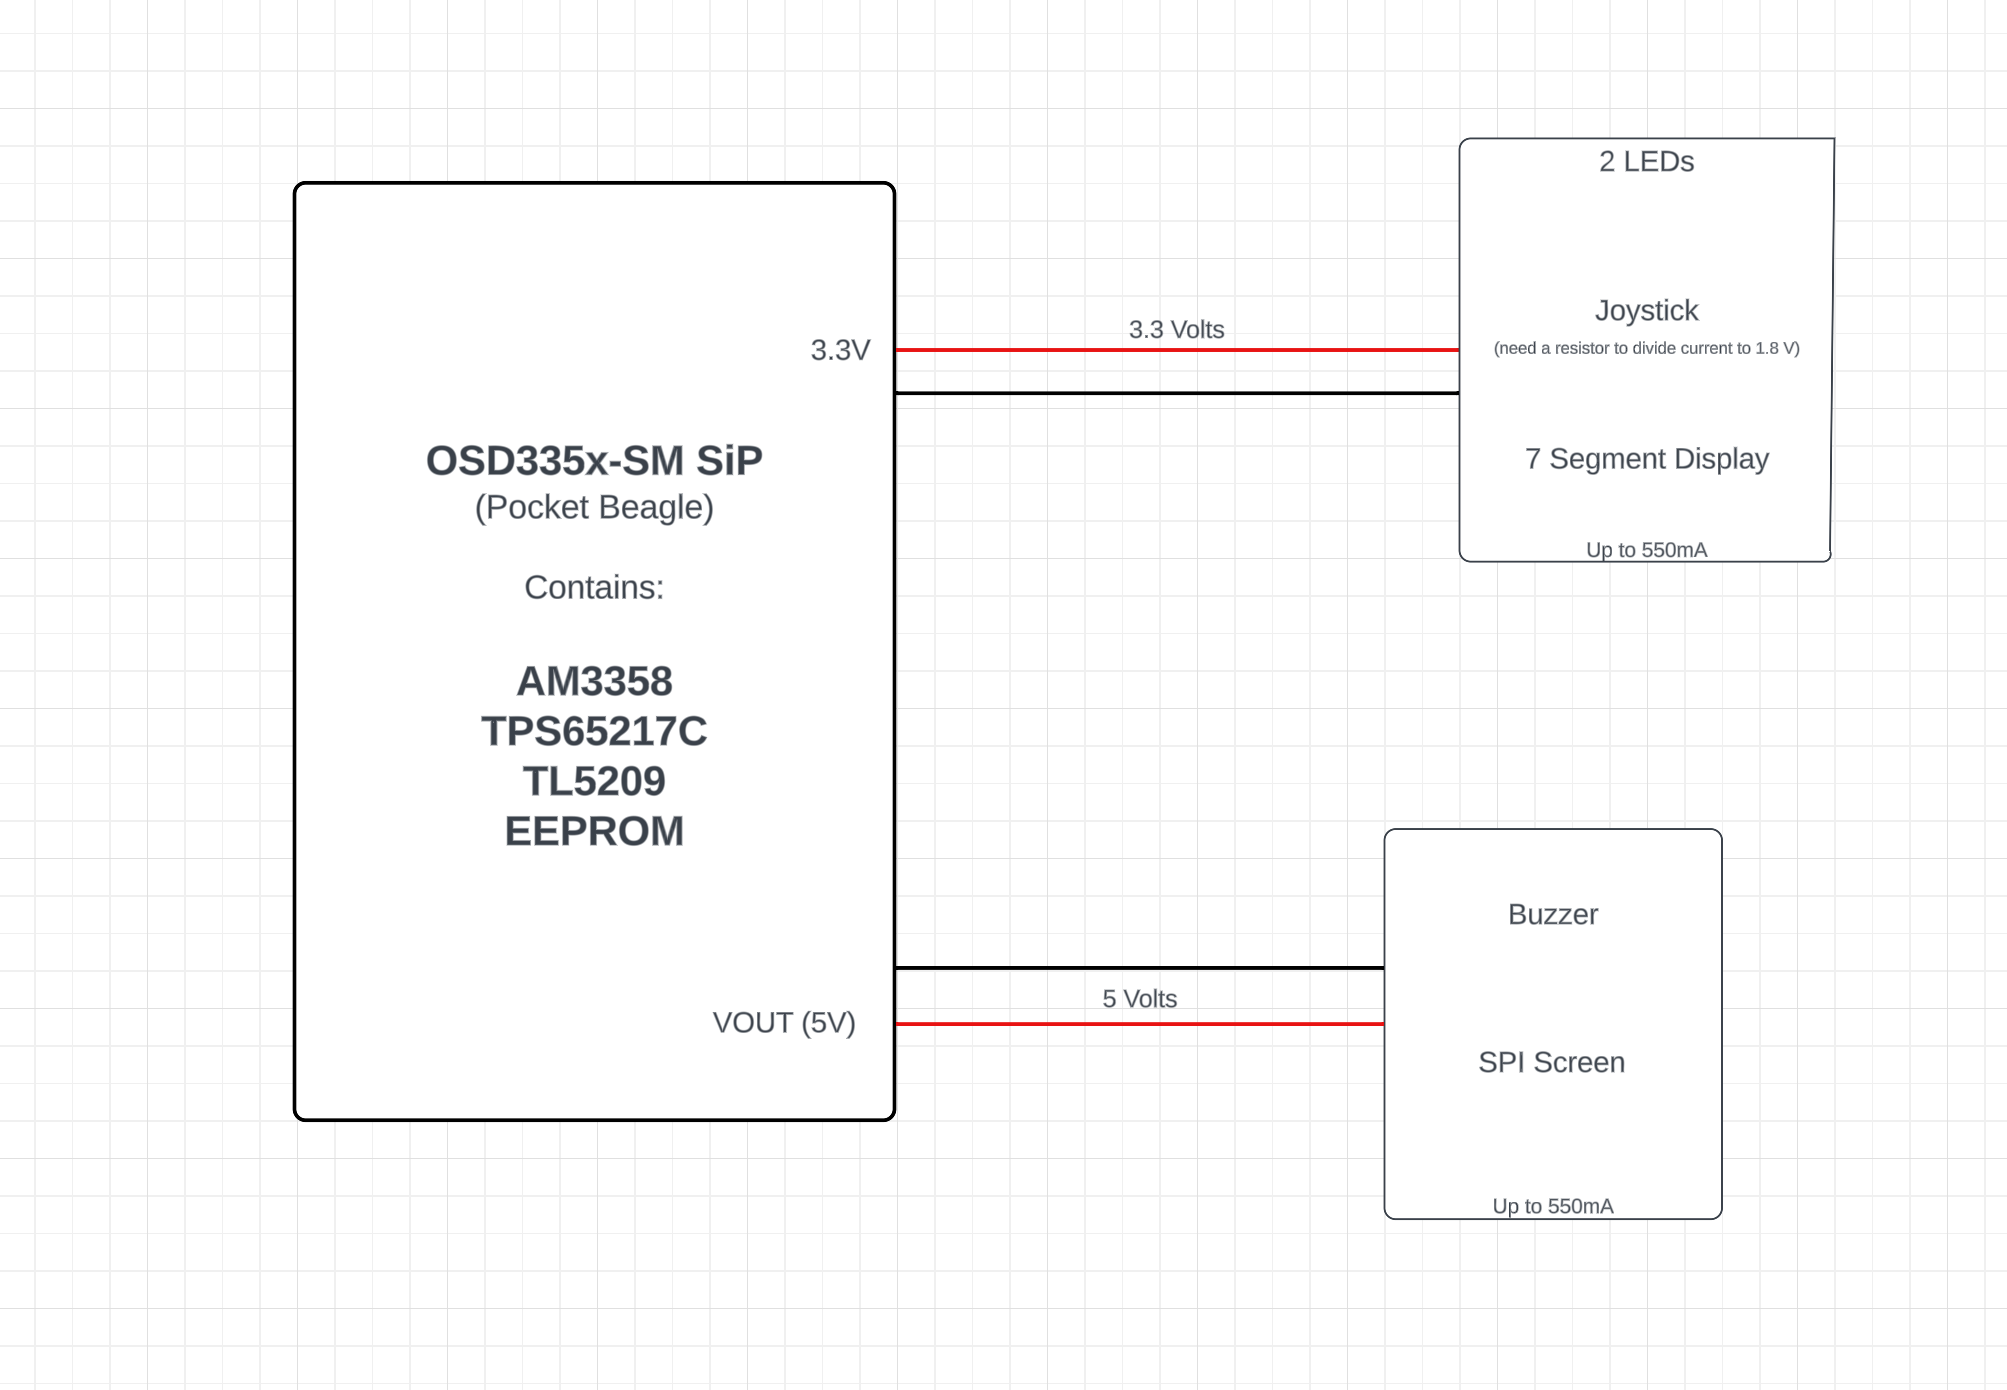 2 LEDs
3.3V
3.3 Volts
Joystick
(need a resistor to divide current to 1.8 V)
7 Segment Display
Up to 550mA
OSD335x-SM SiP
(Pocket Beagle)
Contains:
AM3358
TPS65217C
TL5209
EEPROM
VOUT (5V)
5 Volts
Buzzer
SPI Screen
Up to 550mA